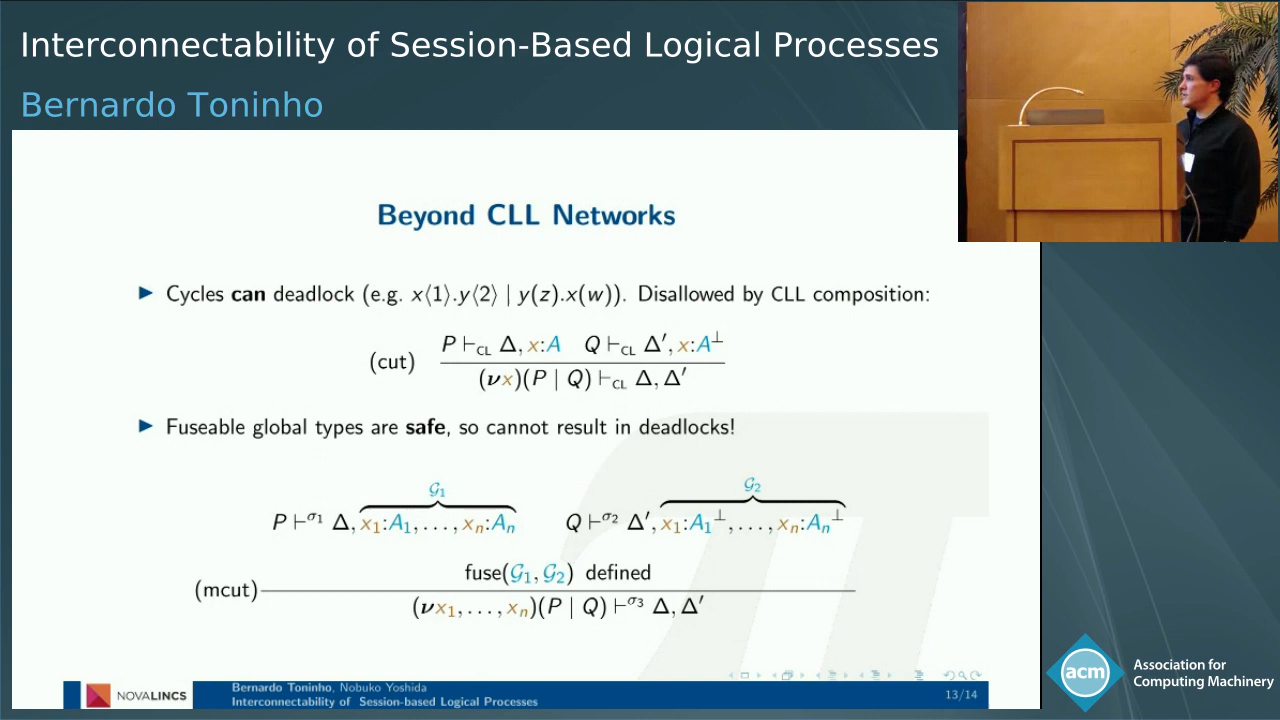 Interconnectability of Session-Based Logical Processes
Bernardo Toninho
Beyond CLL Networks
▶ Cycles can deadlock (e.g. x⟨1⟩.y⟨2⟩ | y(z).x(w)). Disallowed by CLL composition:
P ⊢CL Δ, x:A Q ⊢CL Δ′, x:A⊥
(cut)
(νx)(P | Q) ⊢CL Δ, Δ′
▶ Fuseable global types are safe, so cannot result in deadlocks!
G1 G2
P ⊢σ1 Δ, x1:A1, . . . , xn:An Q ⊢σ2 Δ′, x1:A1⊥, . . . , xn:An⊥
fuse(G1, G2) defined
(mcut)
(νx1, . . . , xn)(P | Q) ⊢σ3 Δ, Δ′
NOVALINCS
Bernardo Toninho, Nobuko Yoshida
Interconnectability of Session-based Logical Processes
13/14
acm
Association for
Computing Machinery